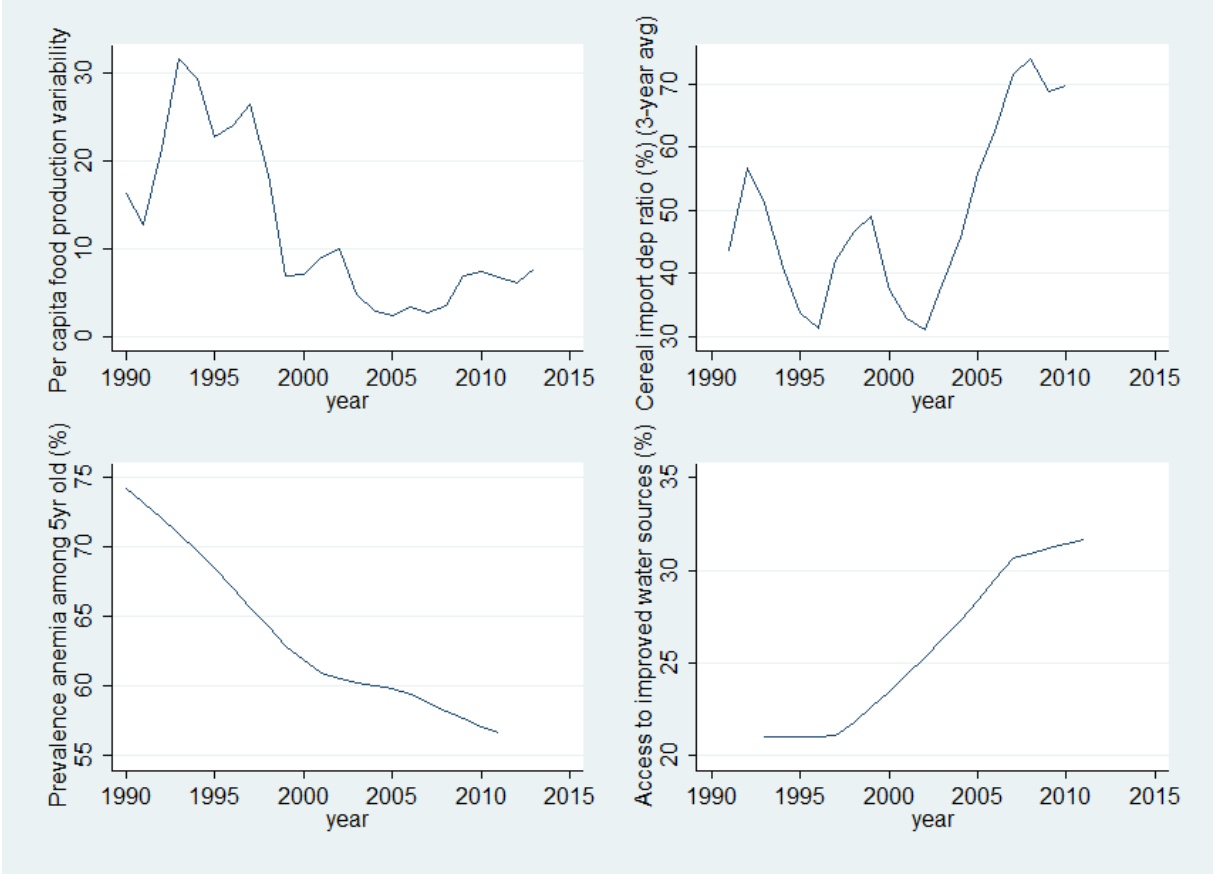 Per capita food production variability
30
20
10
0
1990 1995 2000 2005 2010 2015
year
Cereal import dep ratio (%) (3-year avg)
70
60
50
40
30
1990 1995 2000 2005 2010 2015
year
Prevalence anemia among 5yr old (%)
75
70
65
60
55
1990 1995 2000 2005 2010 2015
year
Access to improved water sources (%)
35
30
25
20
1990 1995 2000 2005 2010 2015
year